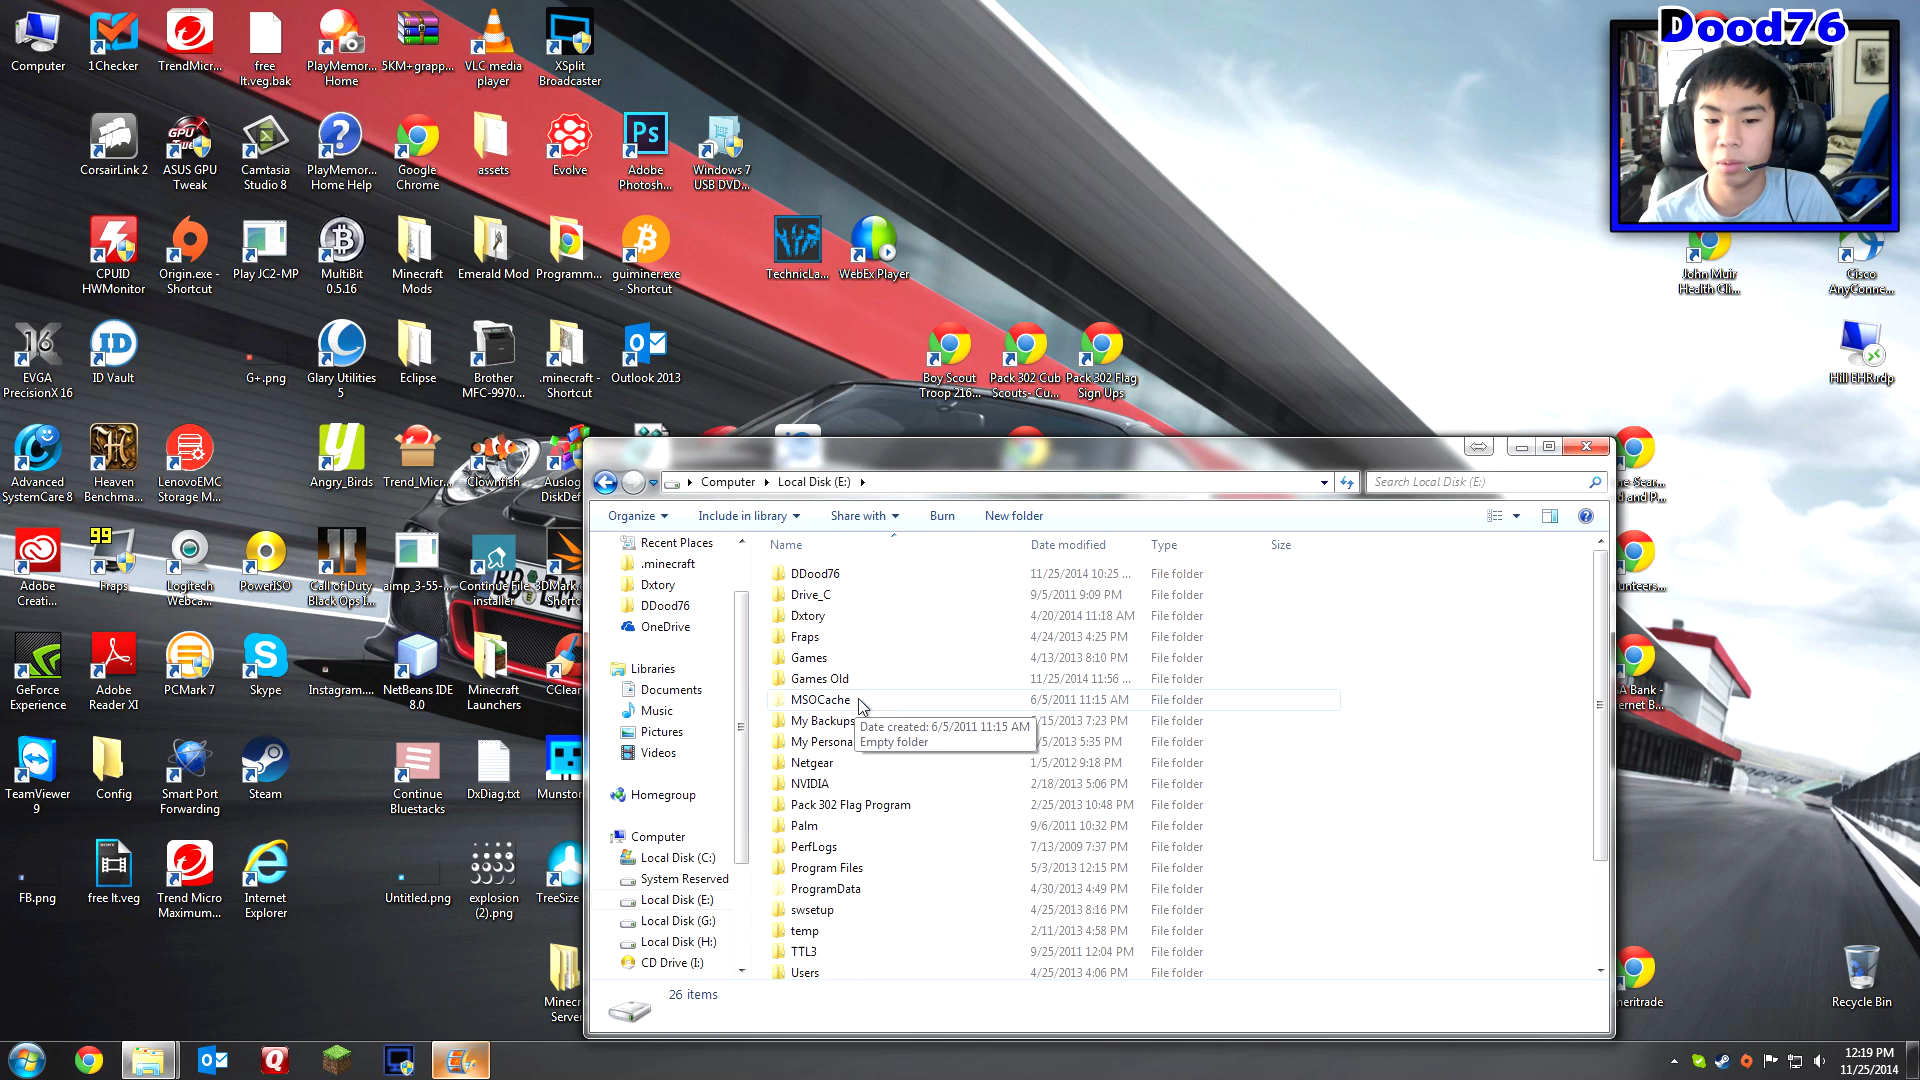 Dood76
Computer
1Checker
TrendMicr...
free
lt.veg.bak
PlayMemor...
Home
5KM+grapp...
VLC media
player
XSplit
Broadcaster
CorsairLink 2
ASUS GPU
Tweak
Camtasia
Studio 8
PlayMemor...
Home Help
Google
Chrome
assets
Evolve
Adobe
Photosh...
Windows 7
USB DVD...
CPUID
HWMonitor
Origin.exe -
Shortcut
Play JC2-MP
MultiBit
0.5.16
Minecraft
Mods
Emerald Mod
Programm...
guiminer.exe
- Shortcut
TechnicLa...
WebEx Player
John Muir
Health Cli...
Cisco
AnyConne...
EVGA
PrecisionX 16
ID Vault
G+.png
Glary Utilities
5
Eclipse
Brother
MFC-9970...
.minecraft -
Shortcut
Outlook 2013
Boy Scout
Troop 216...
Pack 302 Cub
Scouts- Cu...
Pack 302 Flag
Sign Ups
Hill EHR.rdp
Advanced
SystemCare 8
Heaven
Benchma...
LenovoEMC
Storage M...
Angry_Birds
Trend_Micr...
Clownfish
Auslog
DiskDef
Adobe
Creati...
Fraps
Logitech
Webca...
PowerISO
Call of Duty
Black Ops I...
aimp_3-55-...
Continue File
installer
3DMark
Shortc
GeForce
Experience
Adobe
Reader XI
PCMark 7
Skype
Instagram....
NetBeans IDE
8.0
Minecraft
Launchers
CClean
TeamViewer
9
Config
Smart Port
Forwarding
Steam
Continue
Bluestacks
DxDiag.txt
Munstor
FB.png
free lt.veg
Trend Micro
Maximum...
Internet
Explorer
Untitled.png
explosion
(2).png
TreeSize
Minecr
Server
Computer
Local Disk (E:)
Search Local Disk (E:)
Organize
Include in library
Share with
Burn
New folder
Recent Places
.minecraft
Dxtory
DDood76
OneDrive
Libraries
Documents
Music
Pictures
Videos
Homegroup
Computer
Local Disk (C:)
System Reserved
Local Disk (E:)
Local Disk (G:)
Local Disk (H:)
CD Drive (I:)
Name Date modified Type Size
DDood76 11/25/2014 10:25 ... File folder
Drive_C 9/5/2011 9:09 PM File folder
Dxtory 4/20/2014 11:18 AM File folder
Fraps 4/24/2013 4:25 PM File folder
Games 4/13/2013 8:10 PM File folder
Games Old 11/25/2014 11:56 ... File folder
MSOCache 6/5/2011 11:15 AM File folder
My Backups /15/2013 7:23 PM File folder
Date created: 6/5/2011 11:15 AM
Empty folder
My Persona /5/2013 5:35 PM File folder
Netgear 1/5/2012 9:18 PM File folder
NVIDIA 2/18/2013 5:06 PM File folder
Pack 302 Flag Program 2/25/2013 10:48 PM File folder
Palm 9/6/2011 10:32 PM File folder
PerfLogs 7/13/2009 7:37 PM File folder
Program Files 5/3/2013 12:15 PM File folder
ProgramData 4/30/2013 4:49 PM File folder
swsetup 4/25/2013 8:16 PM File folder
temp 2/11/2013 4:58 PM File folder
TTL3 9/25/2011 12:04 PM File folder
Users 4/25/2013 4:06 PM File folder
26 items
ne-Sear...
d and P...
unteers...
A Bank -
ernet B...
meritrade
Recycle Bin
12:19 PM
11/25/2014